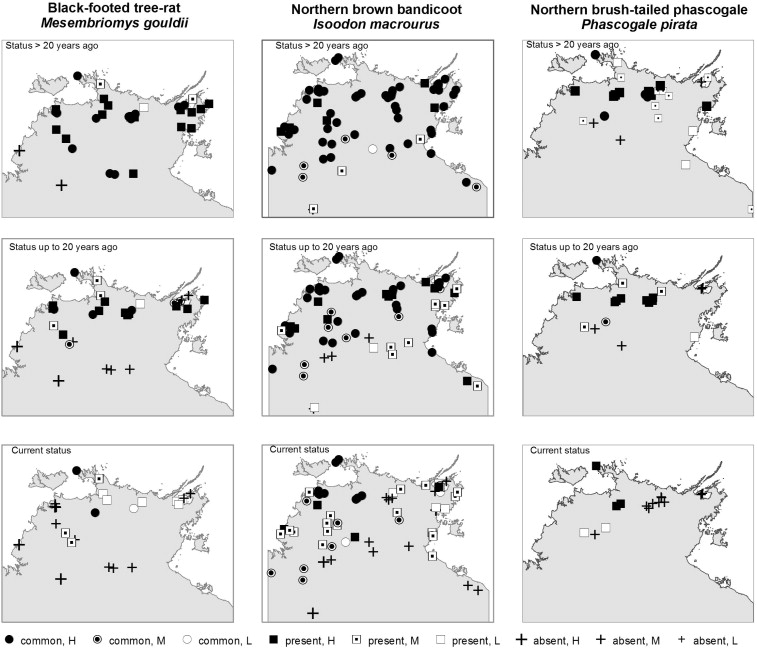 Black-footed tree-rat
Mesembriomys gouldii
Northern brown bandicoot
Isoodon macrourus
Northern brush-tailed phascogale
Phascogale pirata
Status > 20 years ago
Status > 20 years ago
Status > 20 years ago
Status up to 20 years ago
Status up to 20 years ago
Status up to 20 years ago
Current status
Current status
Current status
common, H
common, M
common, L
present, H
present, M
present, L
absent, H
absent, M
absent, L